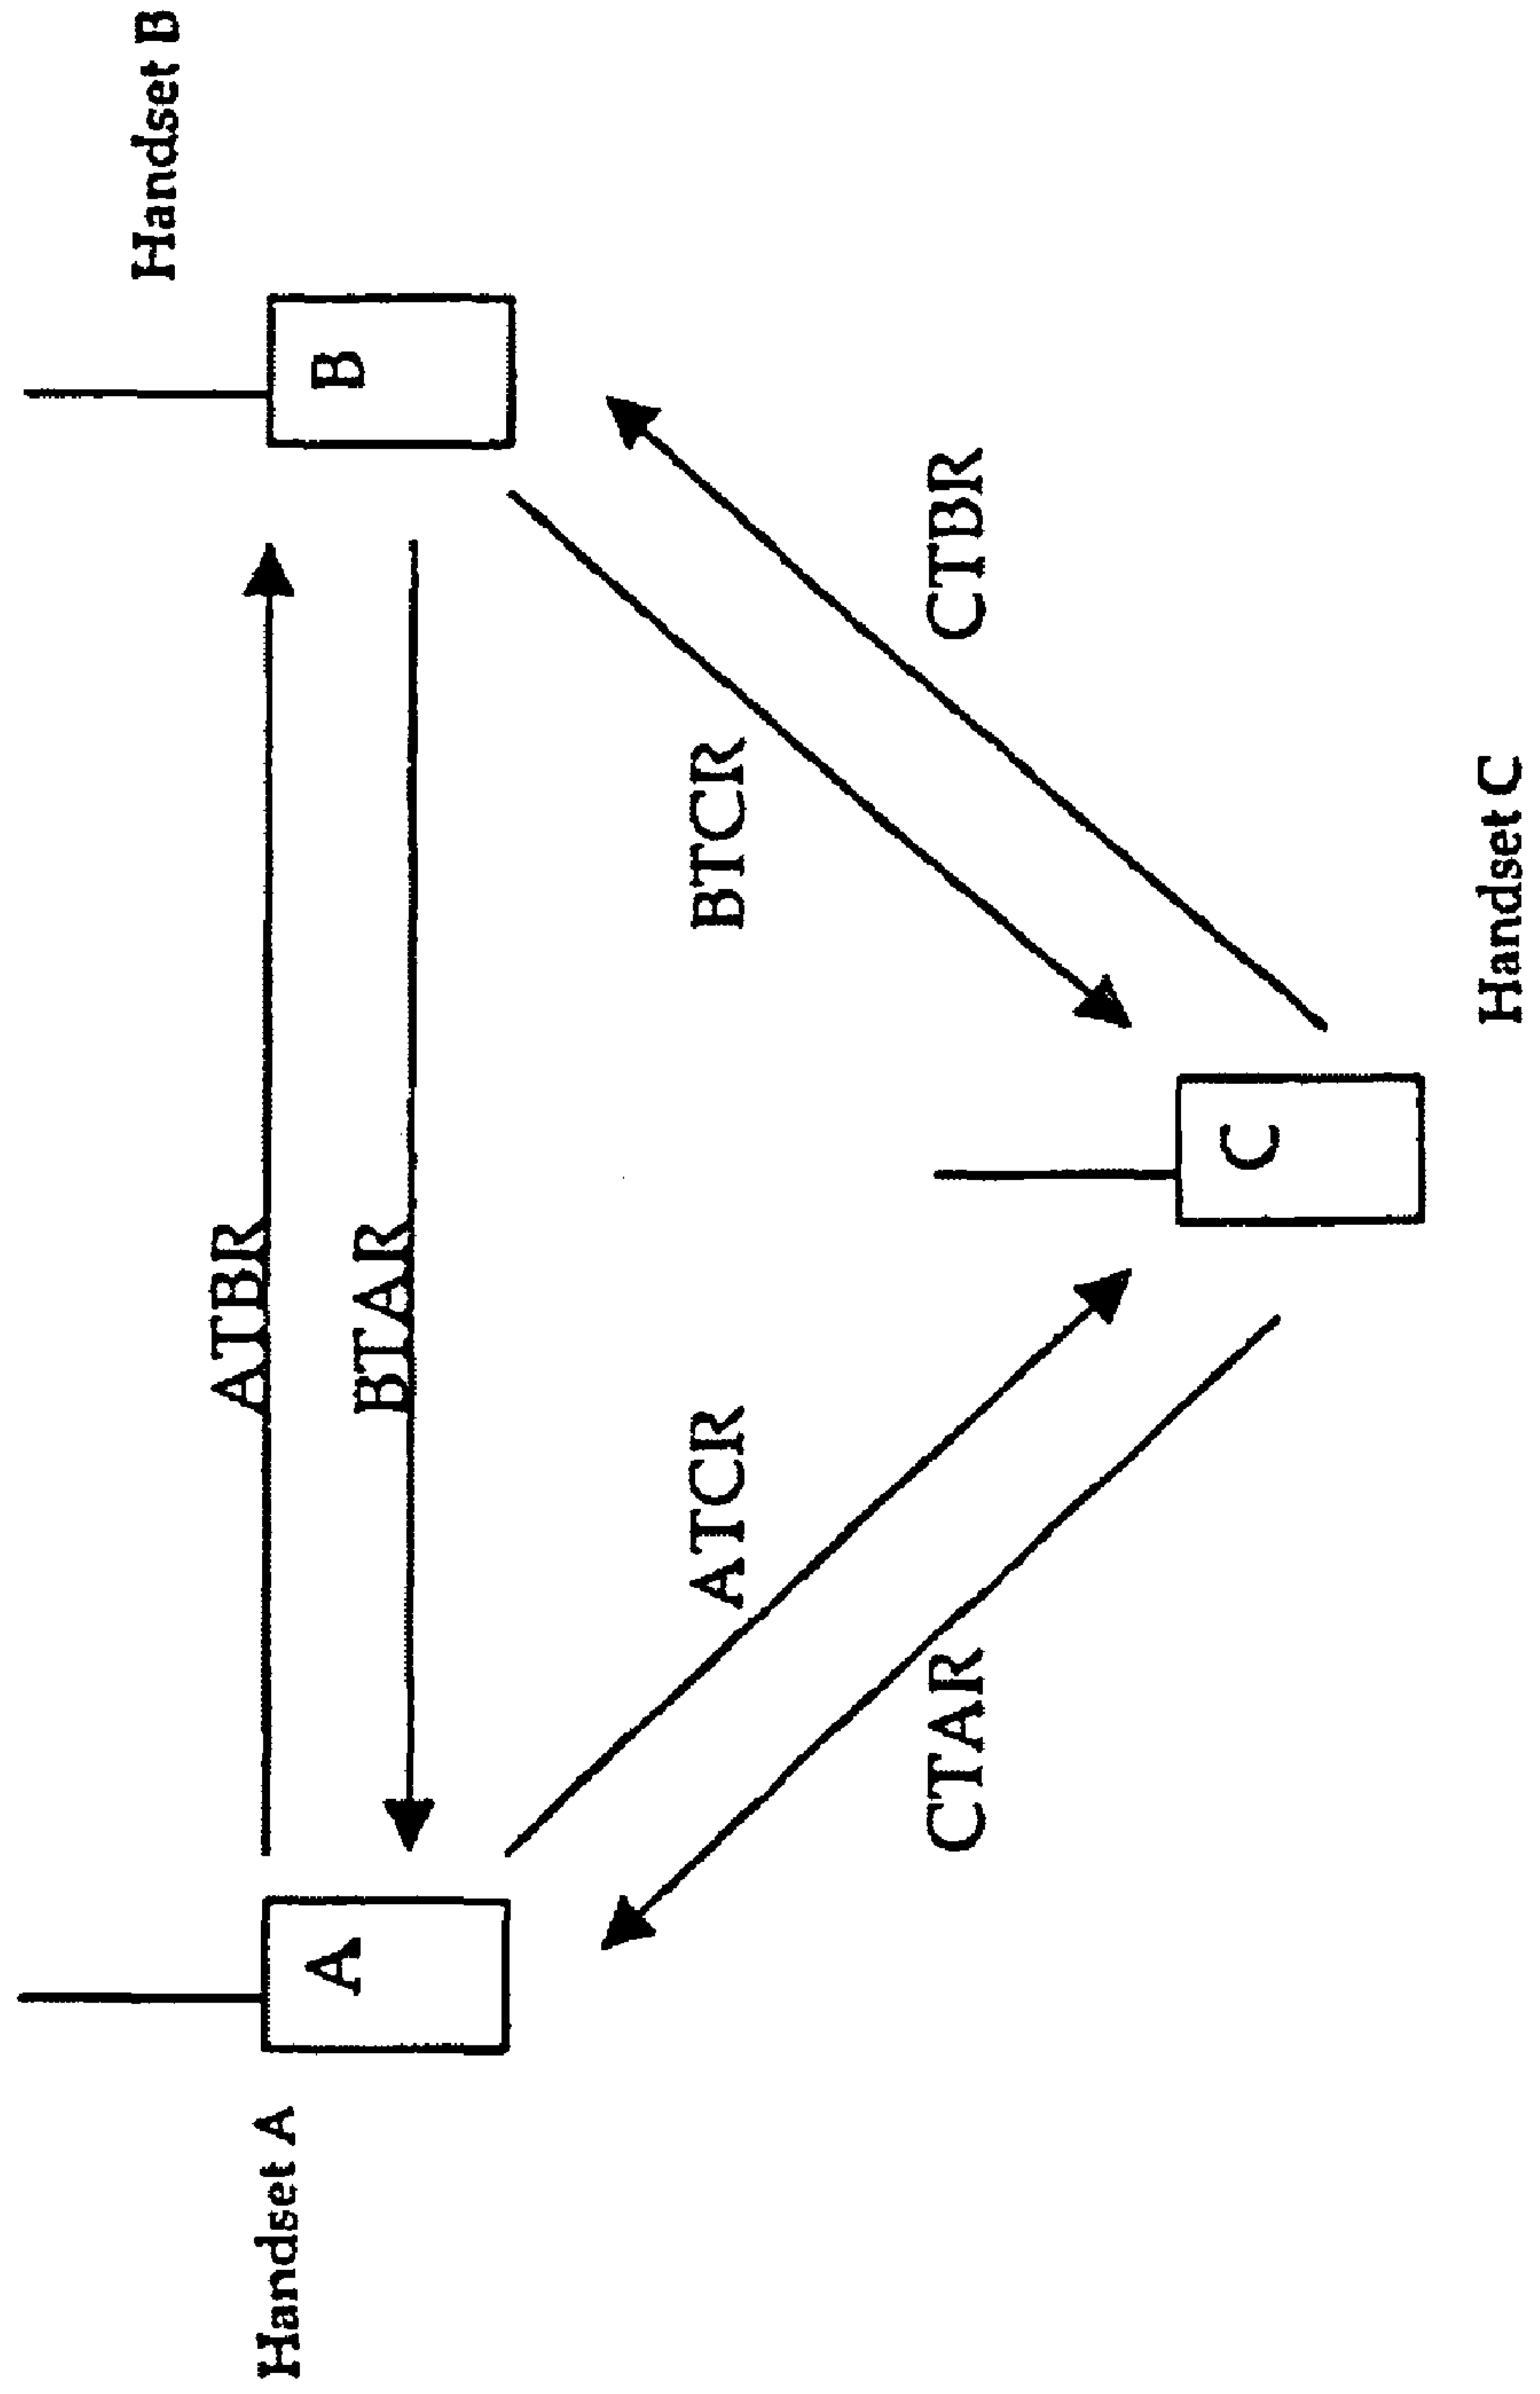 Handset A
A
ATBR
BTAR
B
Handset B
ATCR
BTCR
CTAR
CTBR
C
Handset C